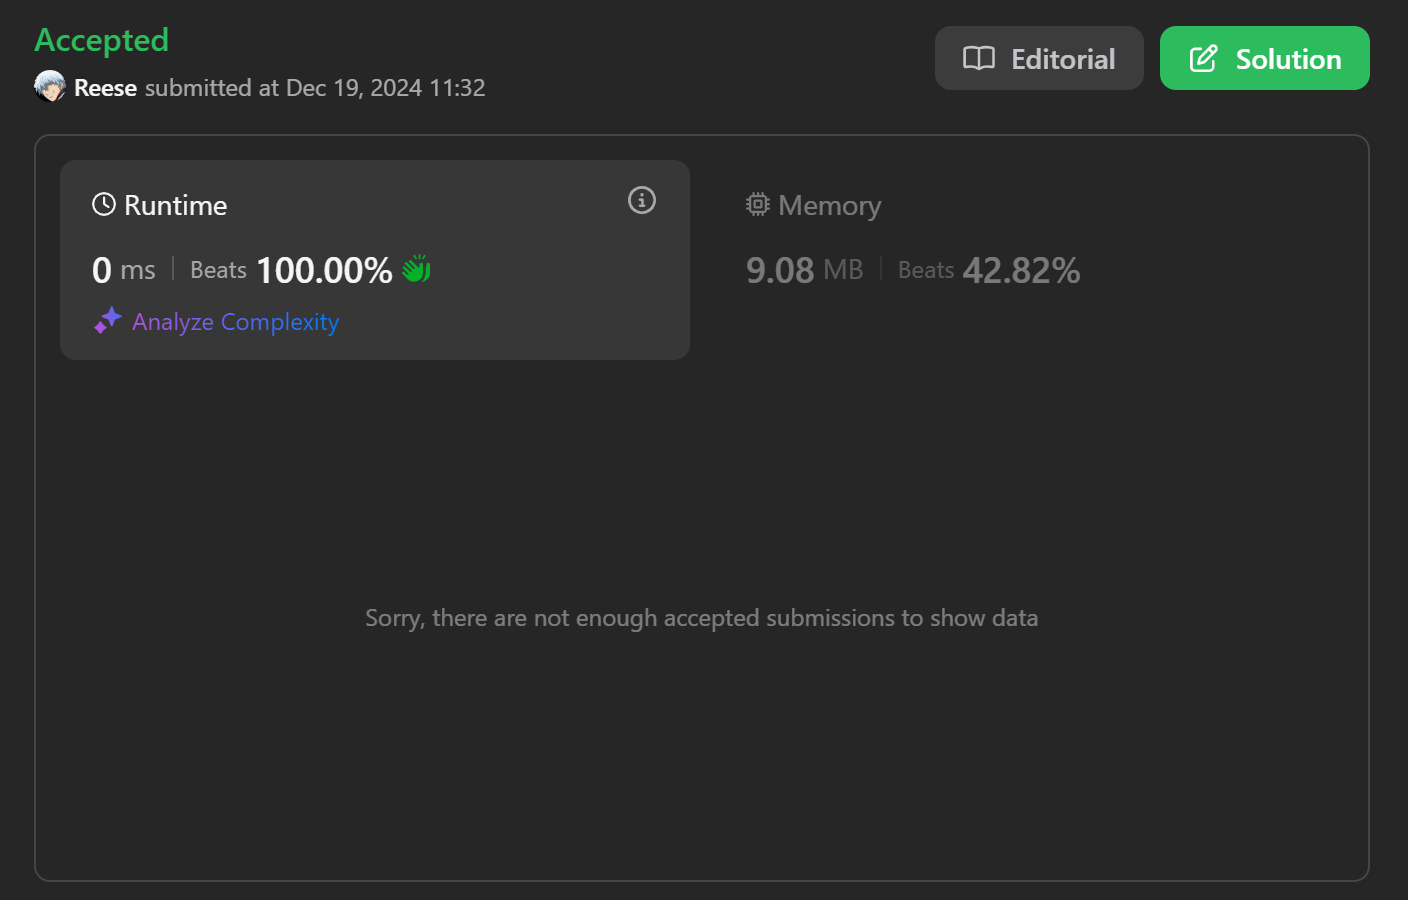 Accepted
Editorial
Solution
Reese submitted at Dec 19, 2024 11:32
Runtime
0 ms Beats 100.00%
Analyze Complexity
Memory
9.08 MB Beats 42.82%
Sorry, there are not enough accepted submissions to show data